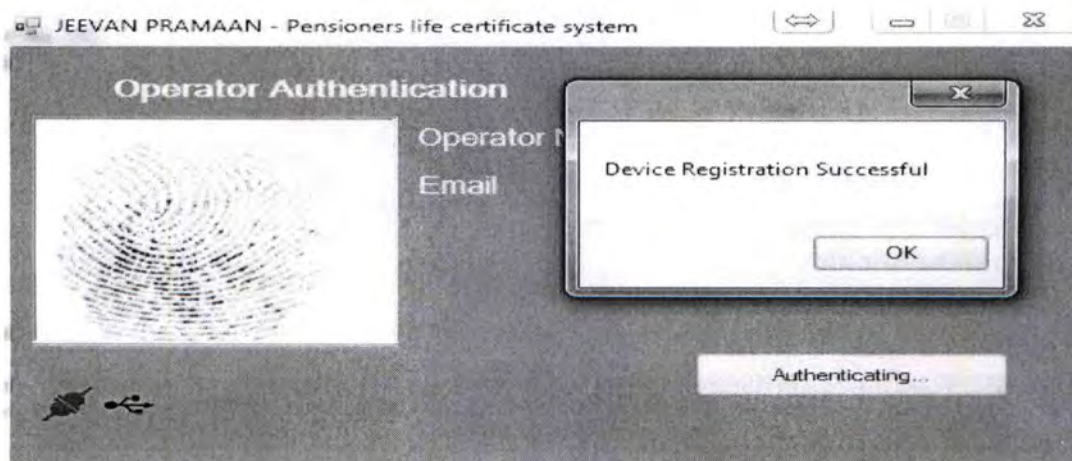 JEEVAN PRAMAAN - Pensioners life certificate system
Operator Authentication
Operator
Email
Device Registration Successful
OK
Authenticating...